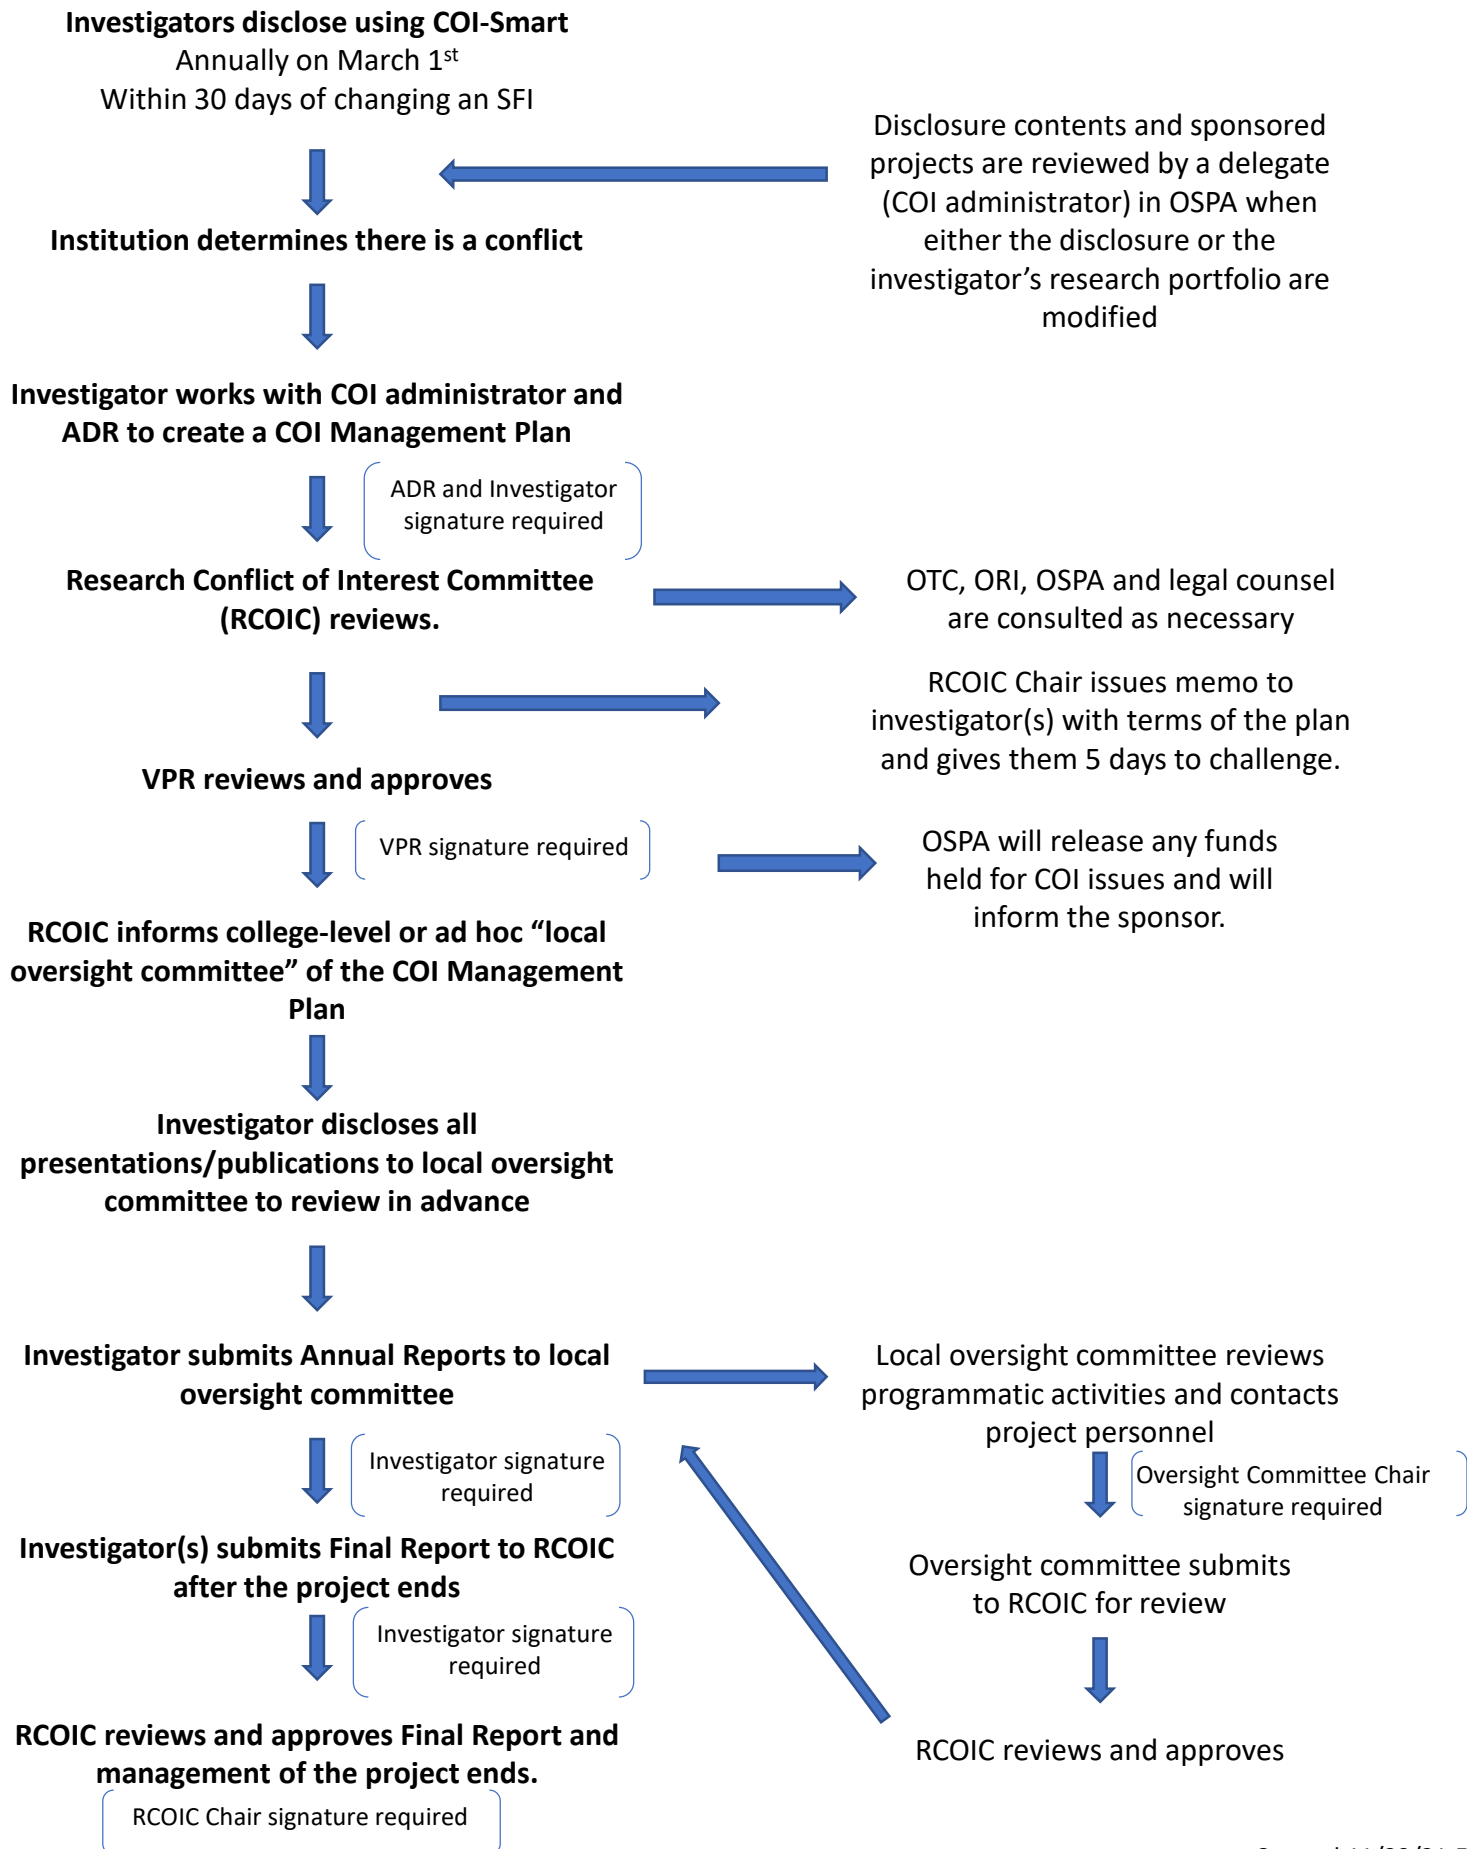 Investigators disclose using COI-Smart
Annually on March 1st
Within 30 days of changing an SFI
Disclosure contents and sponsored
projects are reviewed by a delegate
(COI administrator) in OSPA when
either the disclosure or the
investigator’s research portfolio are
modified
Institution determines there is a conflict
Investigator works with COI administrator and
ADR to create a COI Management Plan
ADR and Investigator
signature required
Research Conflict of Interest Committee
(RCOIC) reviews.
OTC, ORI, OSPA and legal counsel
are consulted as necessary
RCOIC Chair issues memo to
investigator(s) with terms of the plan
and gives them 5 days to challenge.
VPR reviews and approves
VPR signature required
OSPA will release any funds
held for COI issues and will
inform the sponsor.
RCOIC informs college-level or ad hoc “local
oversight committee” of the COI Management
Plan
Investigator discloses all
presentations/publications to local oversight
committee to review in advance
Investigator submits Annual Reports to local
oversight committee
Local oversight committee reviews
programmatic activities and contacts
project personnel
Investigator signature
required
Oversight Committee Chair
signature required
Investigator(s) submits Final Report to RCOIC
after the project ends
Oversight committee submits
to RCOIC for review
Investigator signature
required
RCOIC reviews and approves Final Report and
management of the project ends.
RCOIC reviews and approves
RCOIC Chair signature required